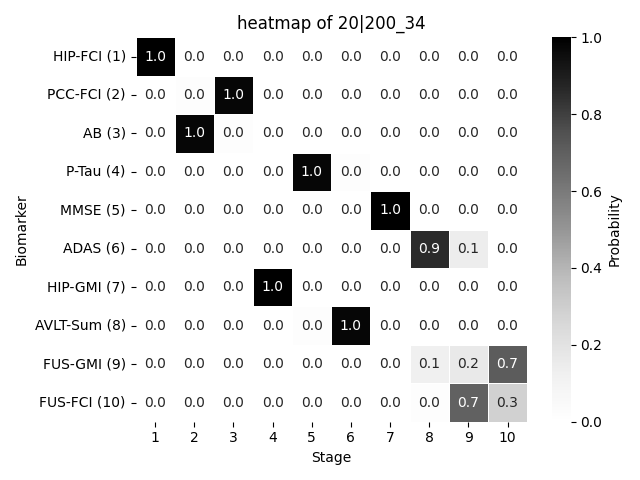 heatmap of 20|200_34
HIP-FCI (1) 1.0 0.0 0.0 0.0 0.0 0.0 0.0 0.0 0.0 0.0
PCC-FCI (2) 0.0 0.0 1.0 0.0 0.0 0.0 0.0 0.0 0.0 0.0
AB (3) 0.0 1.0 0.0 0.0 0.0 0.0 0.0 0.0 0.0 0.0
P-Tau (4) 0.0 0.0 0.0 0.0 1.0 0.0 0.0 0.0 0.0 0.0
MMSE (5) 0.0 0.0 0.0 0.0 0.0 0.0 1.0 0.0 0.0 0.0
ADAS (6) 0.0 0.0 0.0 0.0 0.0 0.0 0.0 0.9 0.1 0.0
HIP-GMI (7) 0.0 0.0 0.0 1.0 0.0 0.0 0.0 0.0 0.0 0.0
AVLT-Sum (8) 0.0 0.0 0.0 0.0 0.0 1.0 0.0 0.0 0.0 0.0
FUS-GMI (9) 0.0 0.0 0.0 0.0 0.0 0.0 0.0 0.1 0.2 0.7
FUS-FCI (10) 0.0 0.0 0.0 0.0 0.0 0.0 0.0 0.0 0.7 0.3
1 2 3 4 5 6 7 8 9 10
Stage
Biomarker
1.0
0.8
0.6
0.4
0.2
0.0
Probability